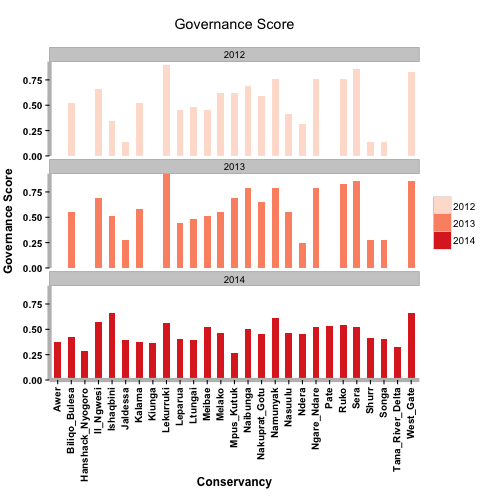 Governance Score
2012
0.75
0.50
0.25
0.00
2013
0.75
0.50
0.25
0.00
2014
0.75
0.50
0.25
0.00
Governance Score
2012
2013
2014
Awer
Biliqo_Bulesa
Hanshack_Nyogoro
Il_Ngwesi
Ishaqbini
Jaldessa
Kalama
Kiunga
Lekurruki
Leparua
Ltungai
Meibae
Melako
Mpus_Kutuk
Naibunga
Nakuprat_Gotu
Namunyak
Nasuulu
Ndera
Ngare_Ndare
Pate
Ruko
Sera
Shurr
Songa
Tana_River_Delta
West_Gate
Conservancy